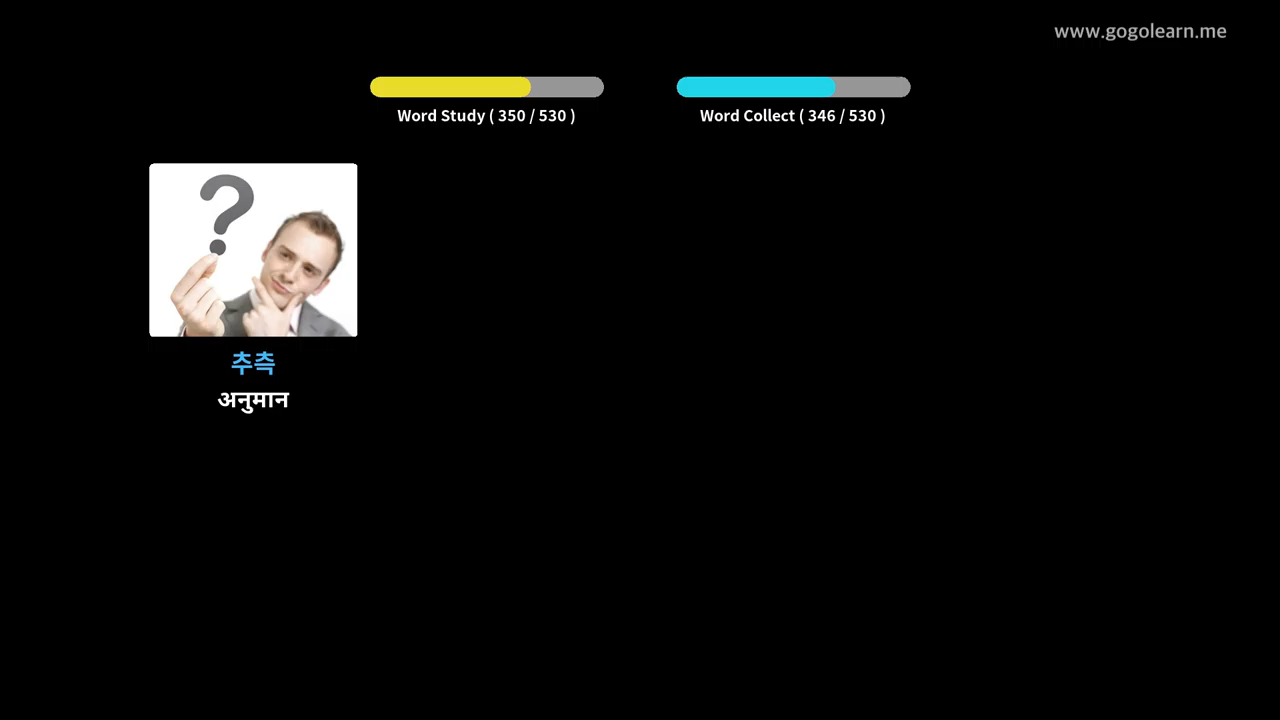 www.gogolearn.me
Word Study ( 350 / 530 )
Word Collect ( 346 / 530 )
?
추측
अनुमान